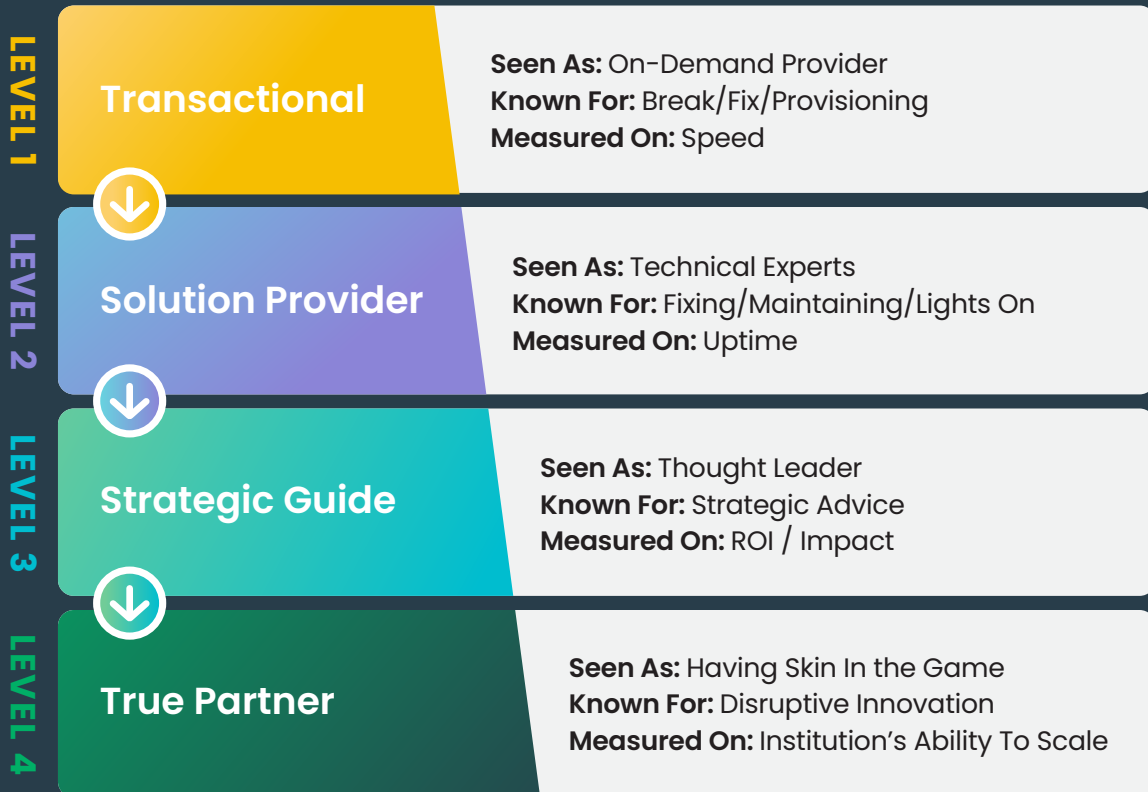 LEVEL 1
Transactional
Seen As: On-Demand Provider
Known For: Break/Fix/Provisioning
Measured On: Speed
LEVEL 2
Solution Provider
Seen As: Technical Experts
Known For: Fixing/Maintaining/Lights On
Measured On: Uptime
LEVEL 3
Strategic Guide
Seen As: Thought Leader
Known For: Strategic Advice
Measured On: ROI / Impact
LEVEL 4
True Partner
Seen As: Having Skin In the Game
Known For: Disruptive Innovation
Measured On: Institution’s Ability To Scale